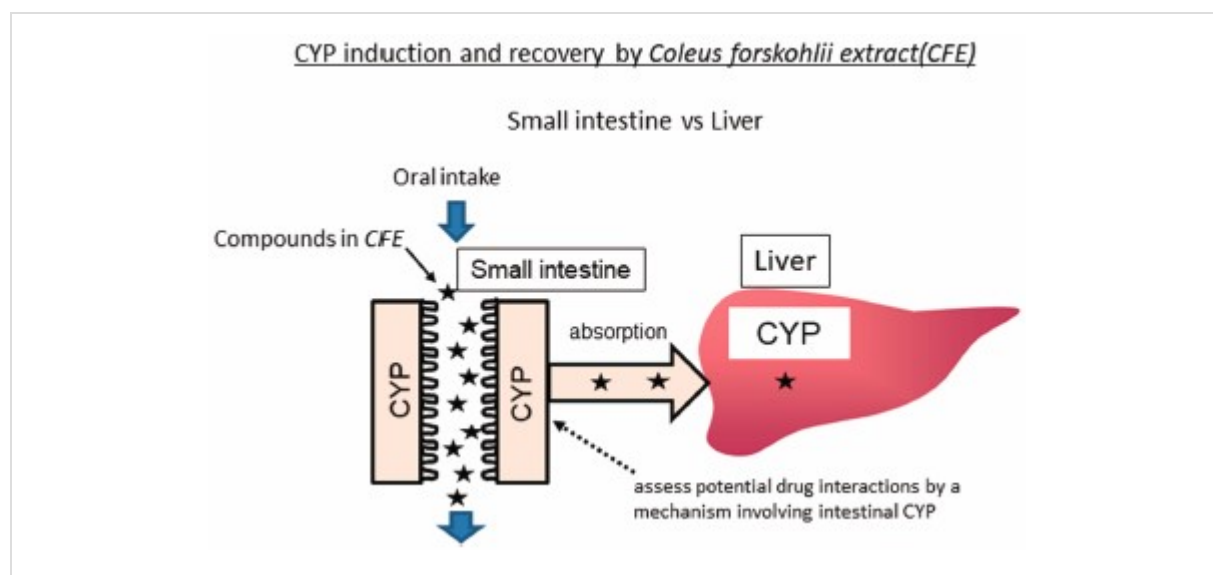 CYP induction and recovery by Coleus forskohlii extract(CFE)
Small intestine vs Liver
Oral intake
Compounds in CFE
Small intestine
Liver
absorption
CYP
CYP
CYP
assess potential drug interactions by a
mechanism involving intestinal CYP